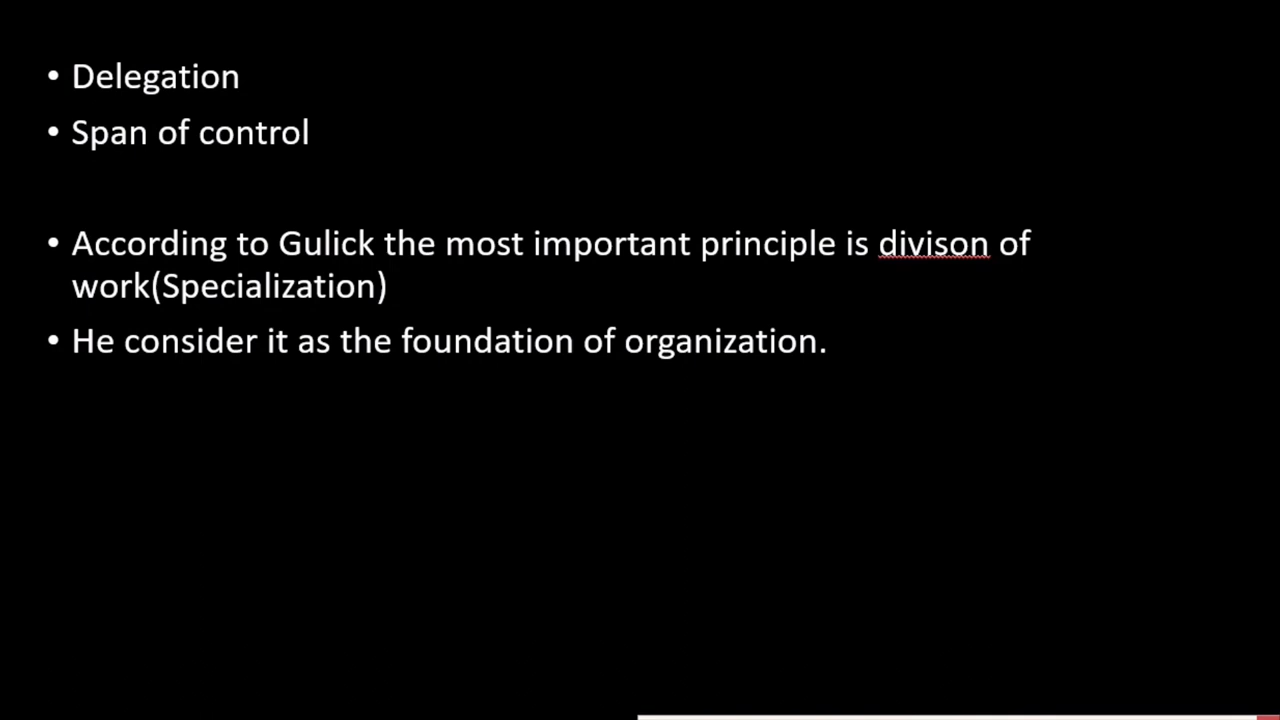 • Delegation
• Span of control
• According to Gulick the most important principle is divison of
work(Specialization)
• He consider it as the foundation of organization.